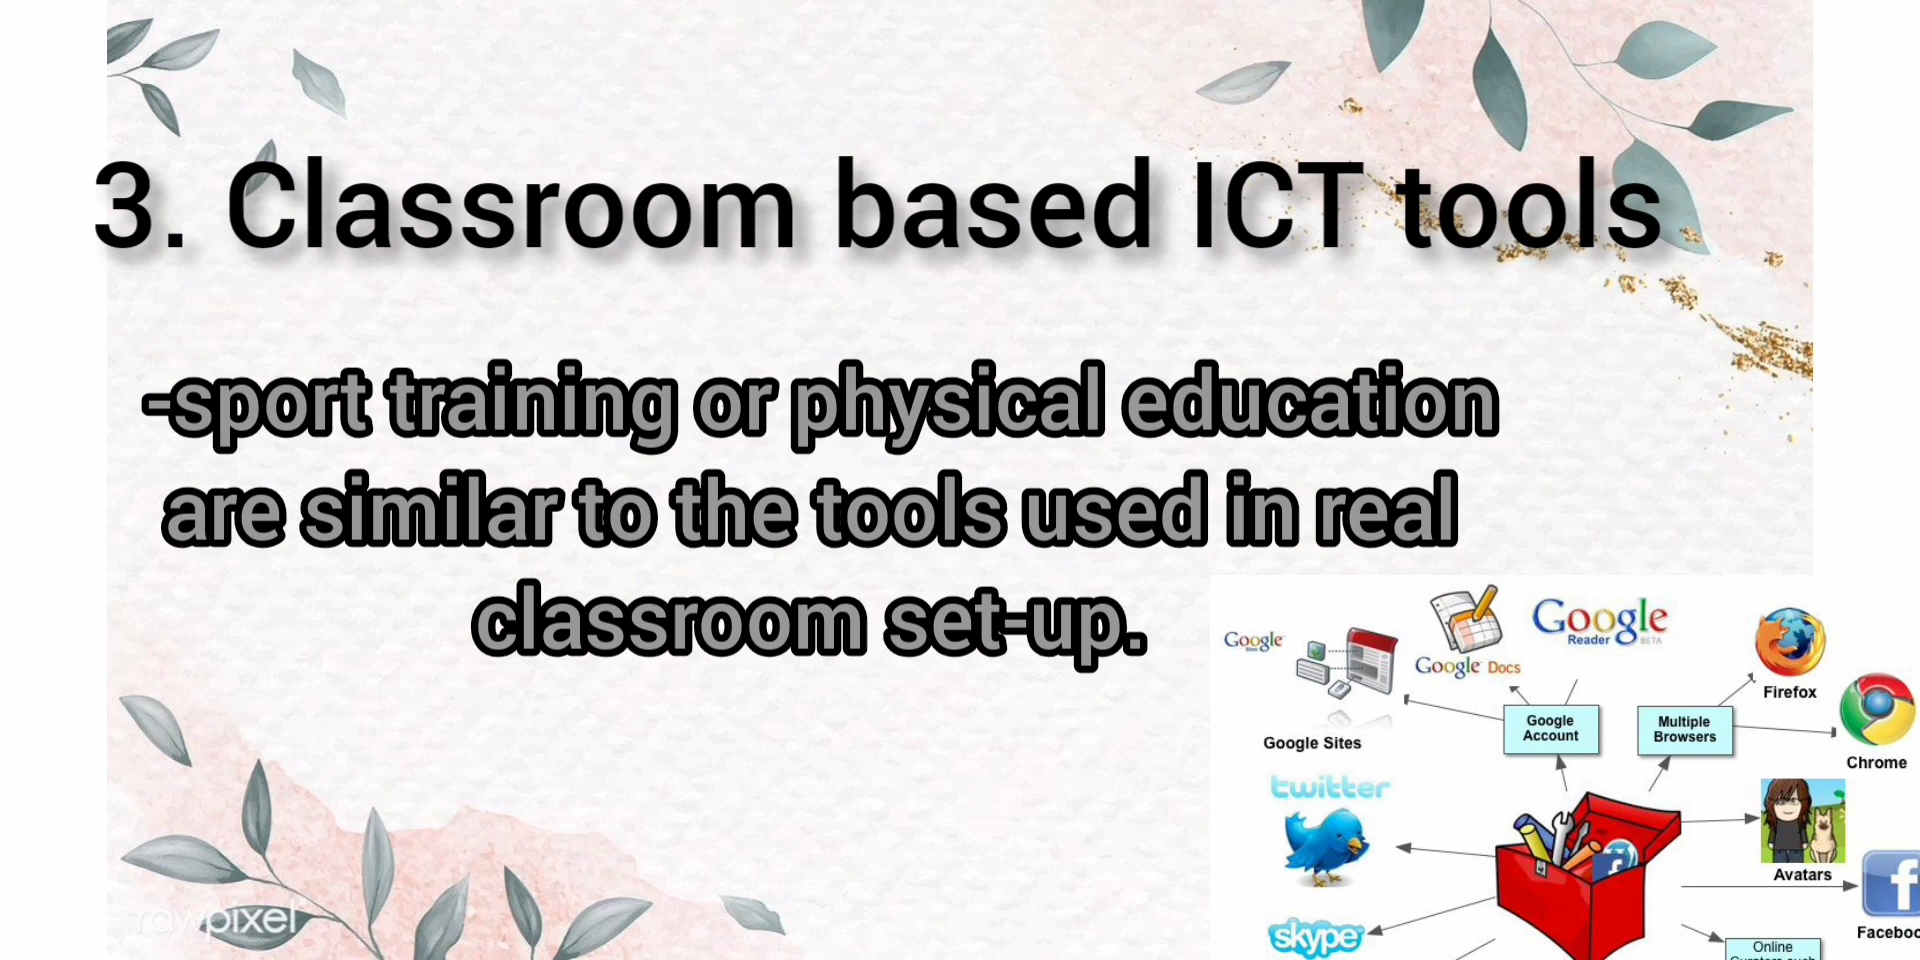 3. Classroom based ICT tools
-sport training or physical education
are similar to the tools used in real
classroom set-up.
Google
Sites
Google Docs
Google
Reader BETA
Firefox
Google
Account
Multiple
Browsers
Google Sites
Chrome
twitter
Avatars
skype
Online
rawpixel